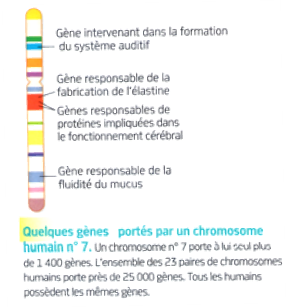 Gène intervenant dans la formation
du système auditif
Gène responsable de la
fabrication de l'élastine
Gènes responsables de
protéines impliquées dans
le fonctionnement cérébral
Gène responsable de la
fluidité du mucus
Quelques gènes portés par un chromosome
humain n° 7. Un chromosome n° 7 porte à lui seul plus
de 1 400 gènes. L'ensemble des 23 paires de chromosomes
humains porte près de 25 000 gènes. Tous les humains
possèdent les mêmes gènes.